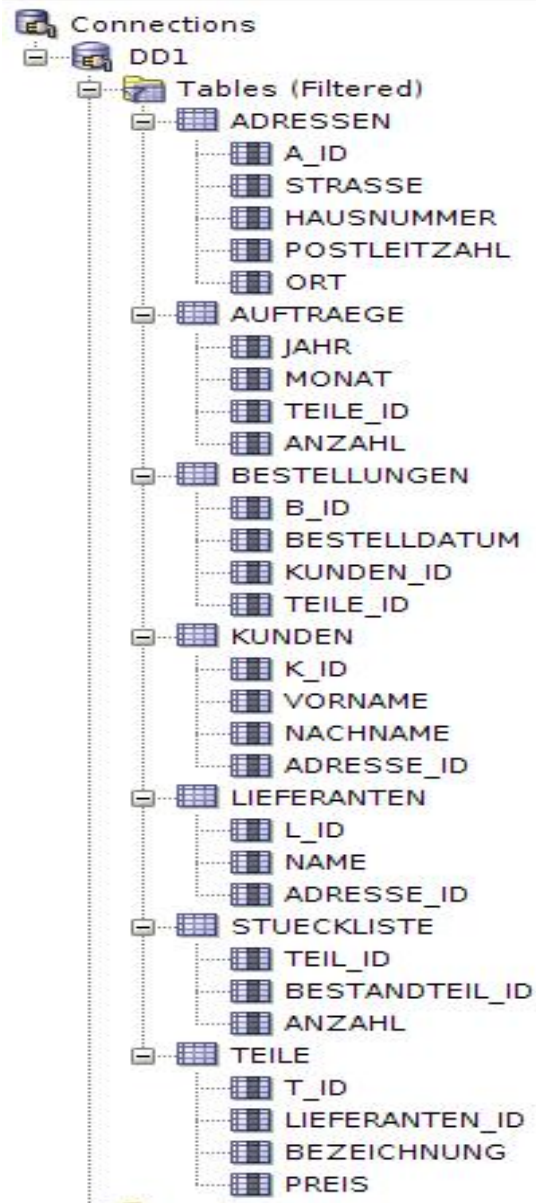 Connections
DD1
Tables (Filtered)
ADRESSEN
A_ID
STRASSE
HAUSNUMMER
POSTLEITZAHL
ORT
AUFTRAEGE
JAHR
MONAT
TEILE_ID
ANZAHL
BESTELLUNGEN
B_ID
BESTELLDATUM
KUNDEN_ID
TEILE_ID
KUNDEN
K_ID
VORNAME
NACHNAME
ADRESSE_ID
LIEFERANTEN
L_ID
NAME
ADRESSE_ID
STUECKLISTE
TEIL_ID
BESTANDTEIL_ID
ANZAHL
TEILE
T_ID
LIEFERANTEN_ID
BEZEICHNUNG
PREIS